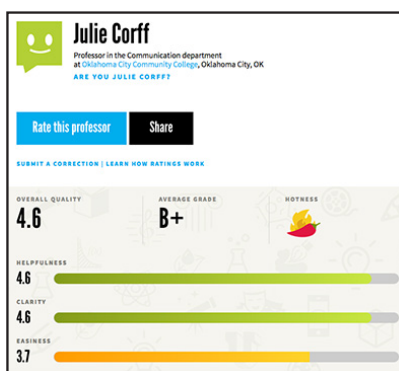 Julie Corff
Professor in the Communication department
at Oklahoma City Community College, Oklahoma City, OK
ARE YOU JULIE CORFF?
Rate this professor
Share
SUBMIT A CORRECTION | LEARN HOW RATINGS WORK
OVERALL QUALITY
4.6
AVERAGE GRADE
B+
HOTNESS
HELPFULNESS
4.6
CLARITY
4.6
EASINESS
3.7